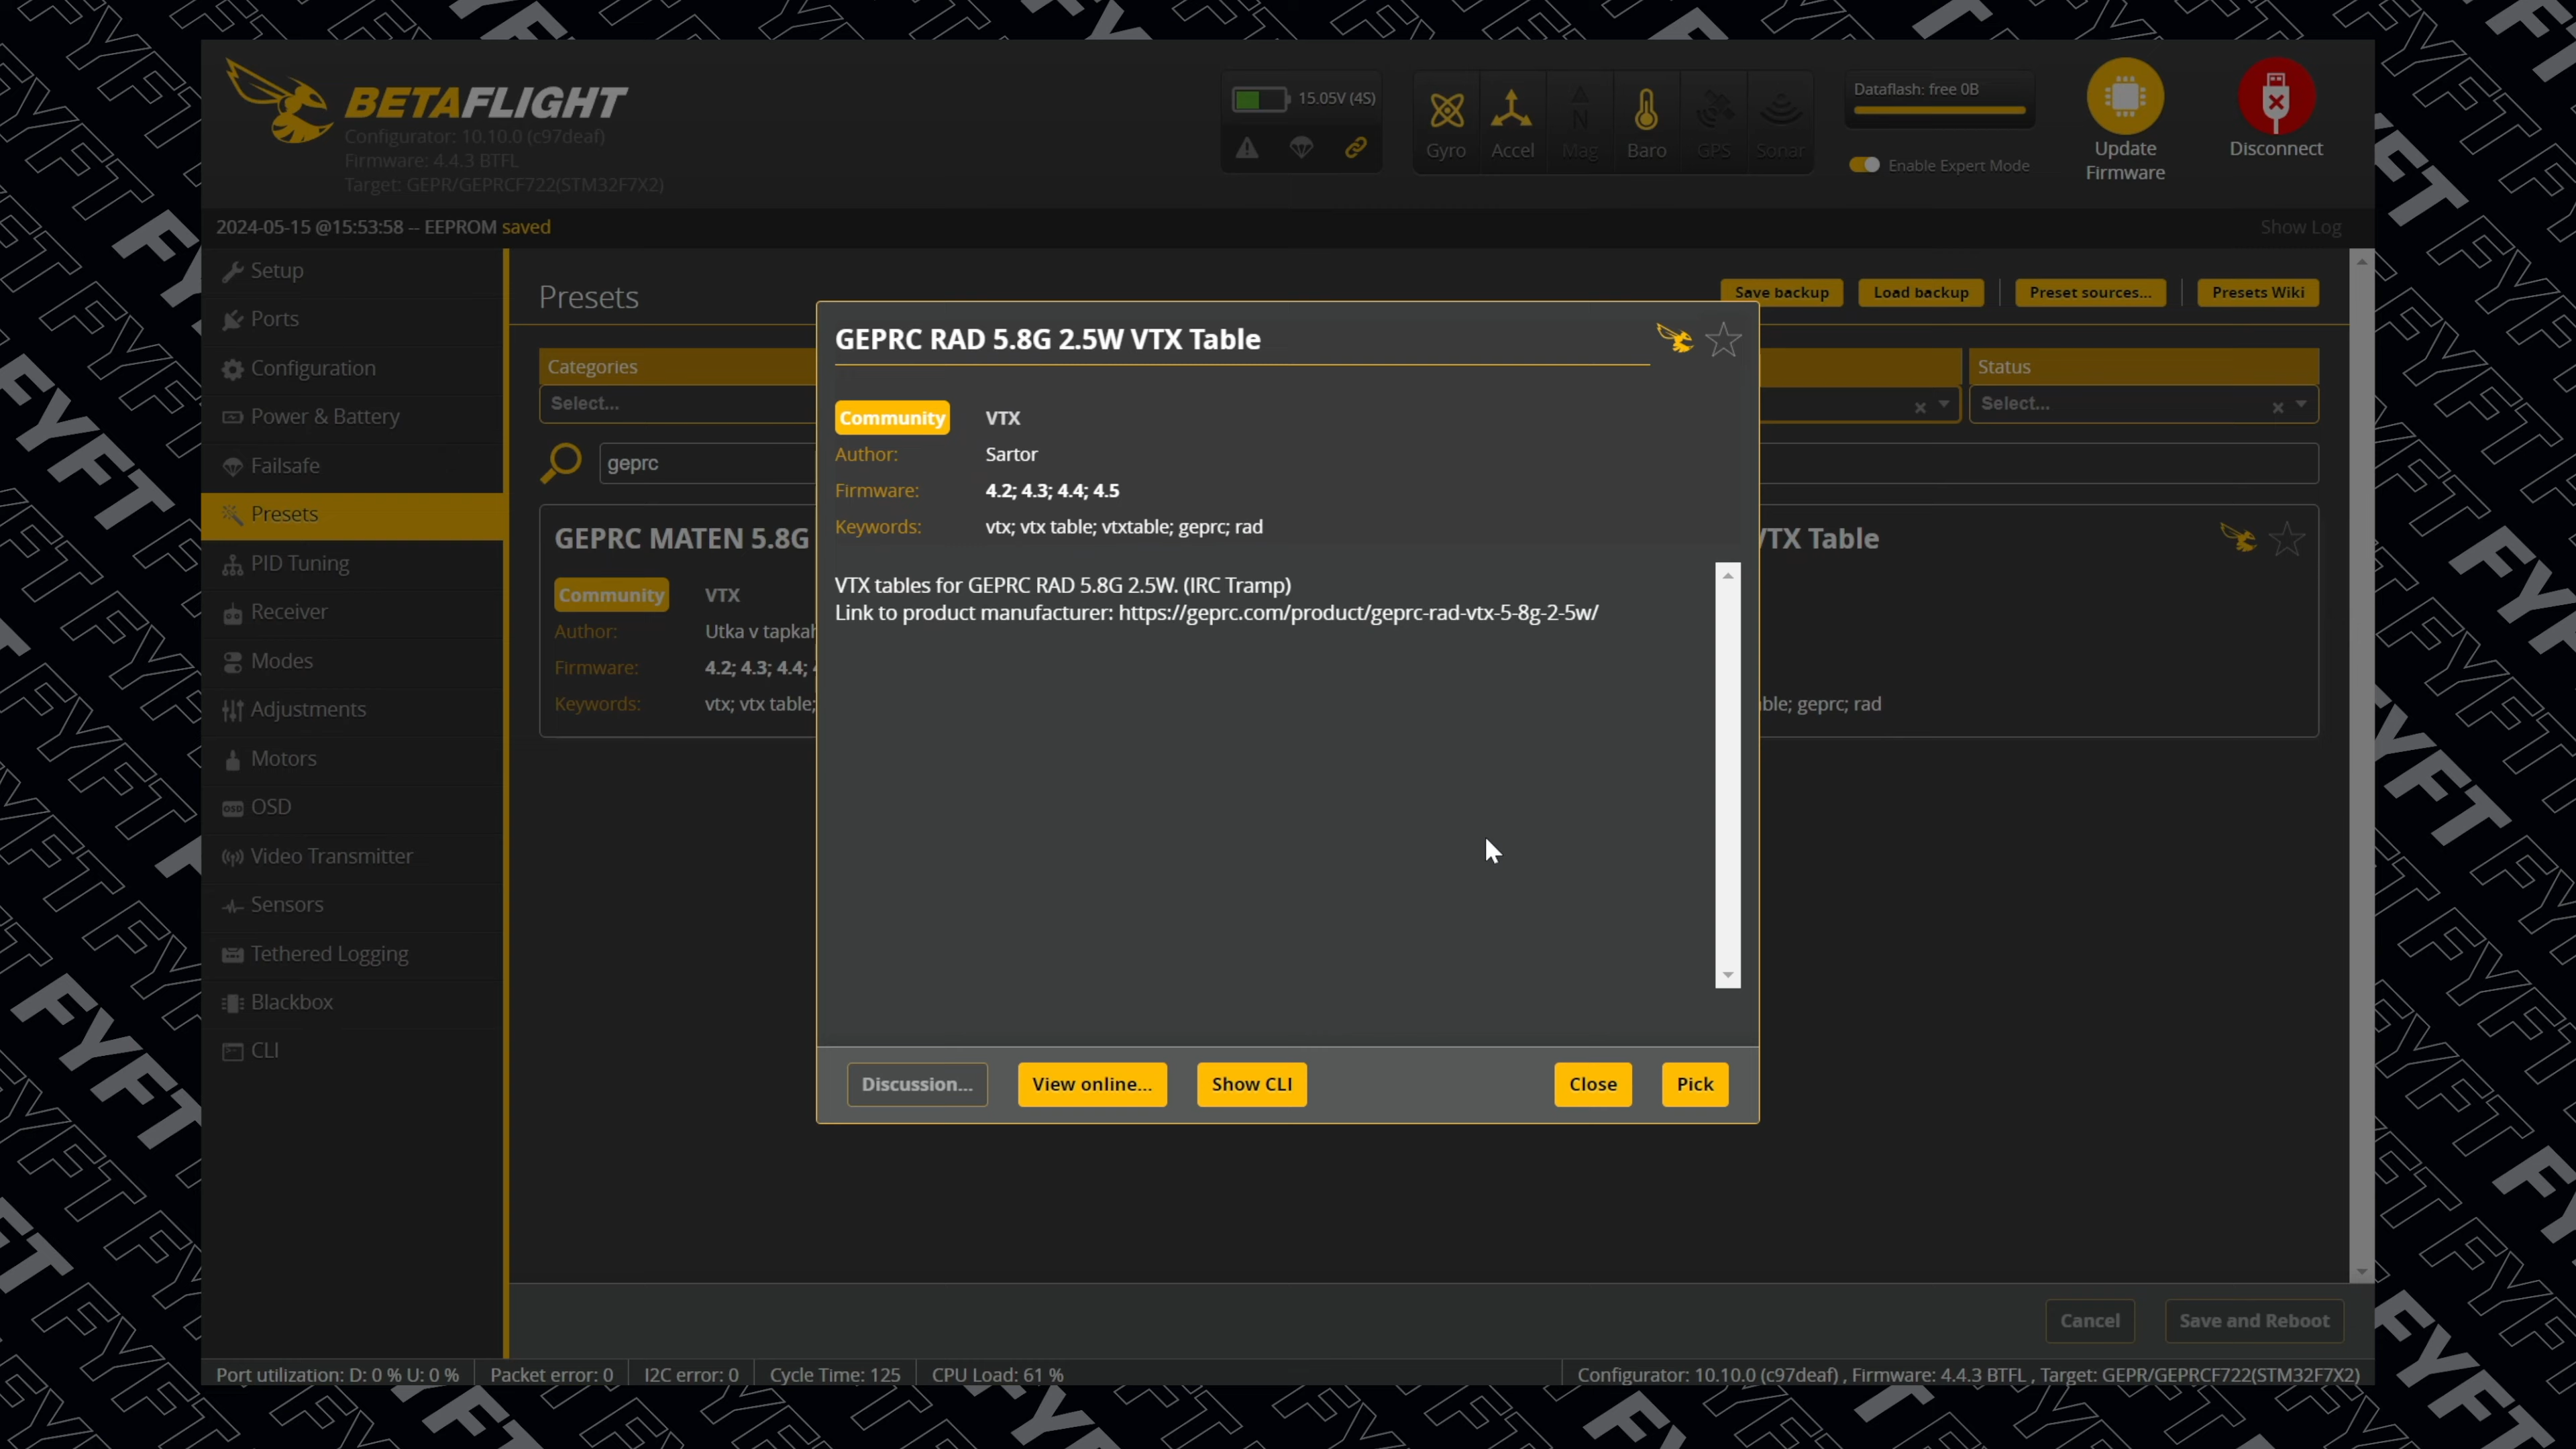 BETAFLIGHT
Configurator: 10.10.0 (c97deaf)
Firmware: 4.4.3 BTFL
Target: GEPR/GEPRCF722(STM32F7X2)
15.05V (4S)
Gyro
Accel
Mag
Baro
GPS
Sonar
Dataflash: free 0B
Enable Expert Mode
Update
Firmware
Disconnect
2024-05-15 @15:53:58 -- EEPROM saved
Show Log
Setup
Ports
Configuration
Power & Battery
Failsafe
Presets
PID Tuning
Receiver
Modes
Adjustments
Motors
OSD
Video Transmitter
Sensors
Tethered Logging
Blackbox
CLI
Presets
Save backup
Load backup
Preset sources...
Presets Wiki
Categories
Select...
Status
Select...
geprc
GEPRC MATEN 5.8G
Community
VTX
Author: Utka v tapkah
Firmware: 4.2; 4.3; 4.4;
Keywords: vtx; vtx table;
VTX Table
ble; geprc; rad
GEPRC RAD 5.8G 2.5W VTX Table
Community
VTX
Author: Sartor
Firmware: 4.2; 4.3; 4.4; 4.5
Keywords: vtx; vtx table; vtxtable; geprc; rad
VTX tables for GEPRC RAD 5.8G 2.5W. (IRC Tramp)
Link to product manufacturer: https://geprc.com/product/geprc-rad-vtx-5-8g-2-5w/
Discussion...
View online...
Show CLI
Close
Pick
Cancel
Save and Reboot
Port utilization: D: 0 % U: 0 %
Packet error: 0
I2C error: 0
Cycle Time: 125
CPU Load: 61 %
Configurator: 10.10.0 (c97deaf) , Firmware: 4.4.3 BTFL , Target: GEPR/GEPRCF722(STM32F7X2)